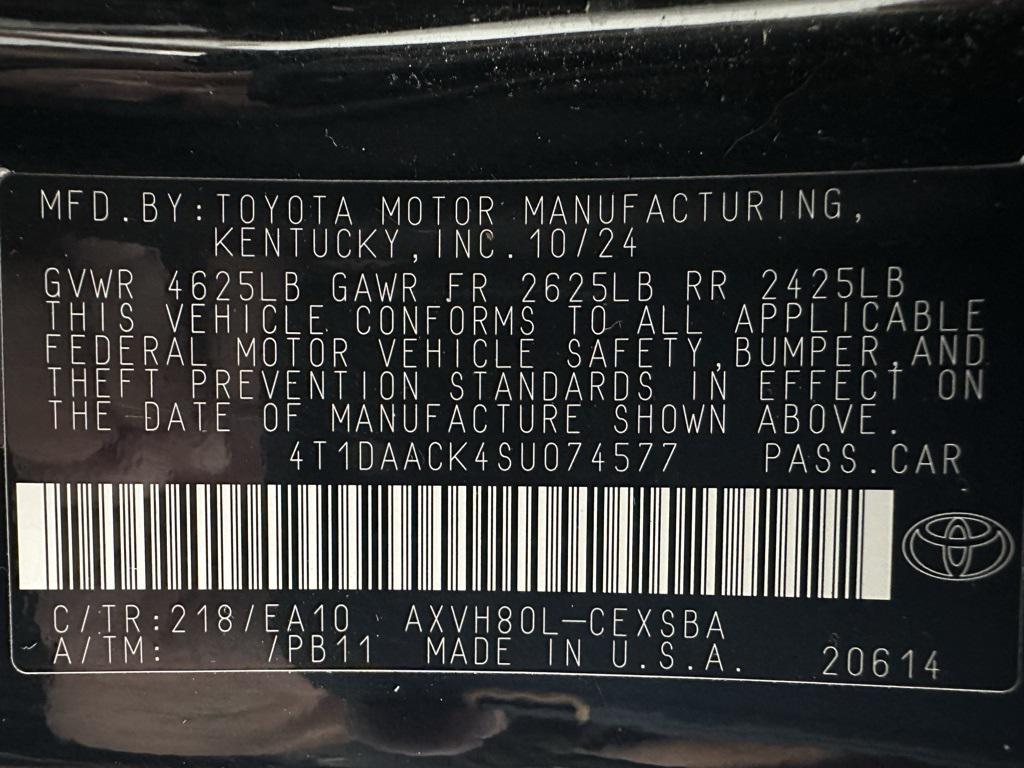 MFD.BY:TOYOTA MOTOR MANUFACTURING,
KENTUCKY,INC.10/24
GVWR 4625LB GAWR FR 2625LB RR 2425LB
THIS VEHICLE CONFORMS TO ALL APPLICABLE
FEDERAL MOTOR VEHICLE SAFETY,BUMPER,AND
THEFT PREVENTION STANDARDS IN EFFECT ON
THE DATE OF MANUFACTURE SHOWN ABOVE.
4T1DAACK4SU074577 PASS.CAR
C/TR:218/EA10 AXVH80L-CEXSBA
A/TM: /PB11 MADE IN U.S.A. 20614